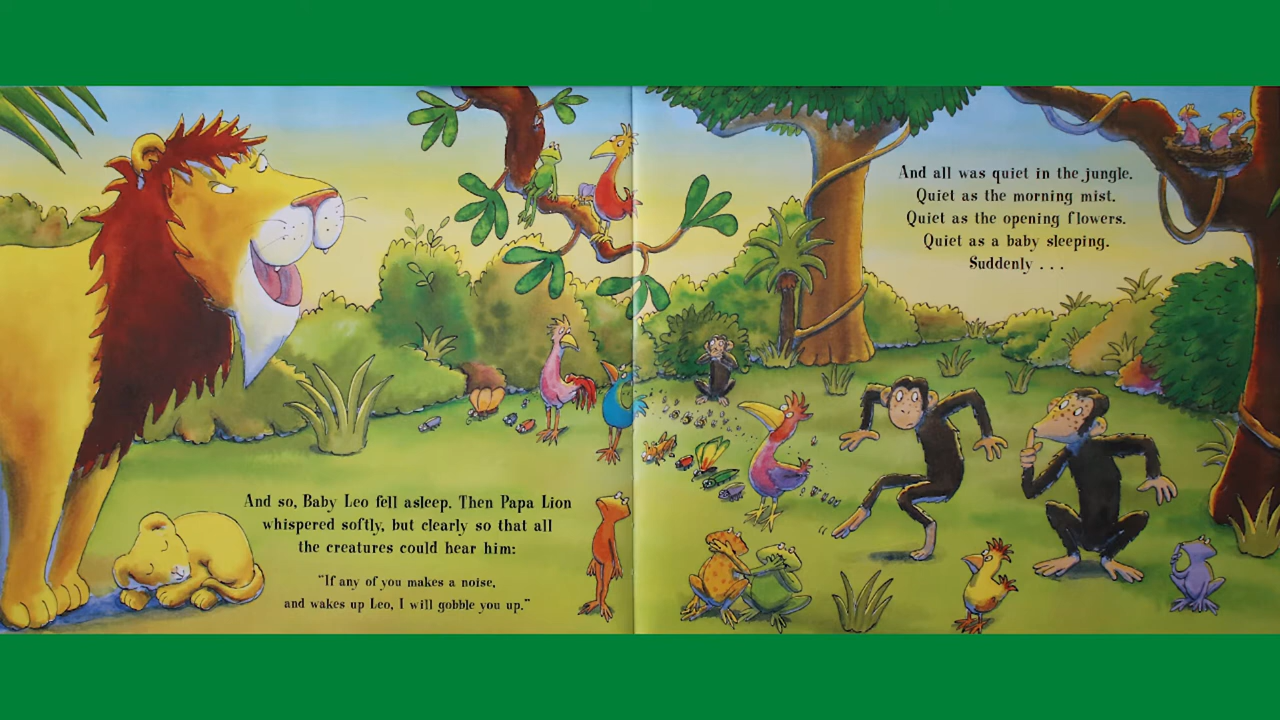 And so, Baby Leo fell asleep. Then Papa Lion
whispered softly, but clearly so that all
the creatures could hear him:
"If any of you makes a noise,
and wakes up Leo, I will gobble you up."
And all was quiet in the jungle.
Quiet as the morning mist.
Quiet as the opening flowers.
Quiet as a baby sleeping.
Suddenly . . .